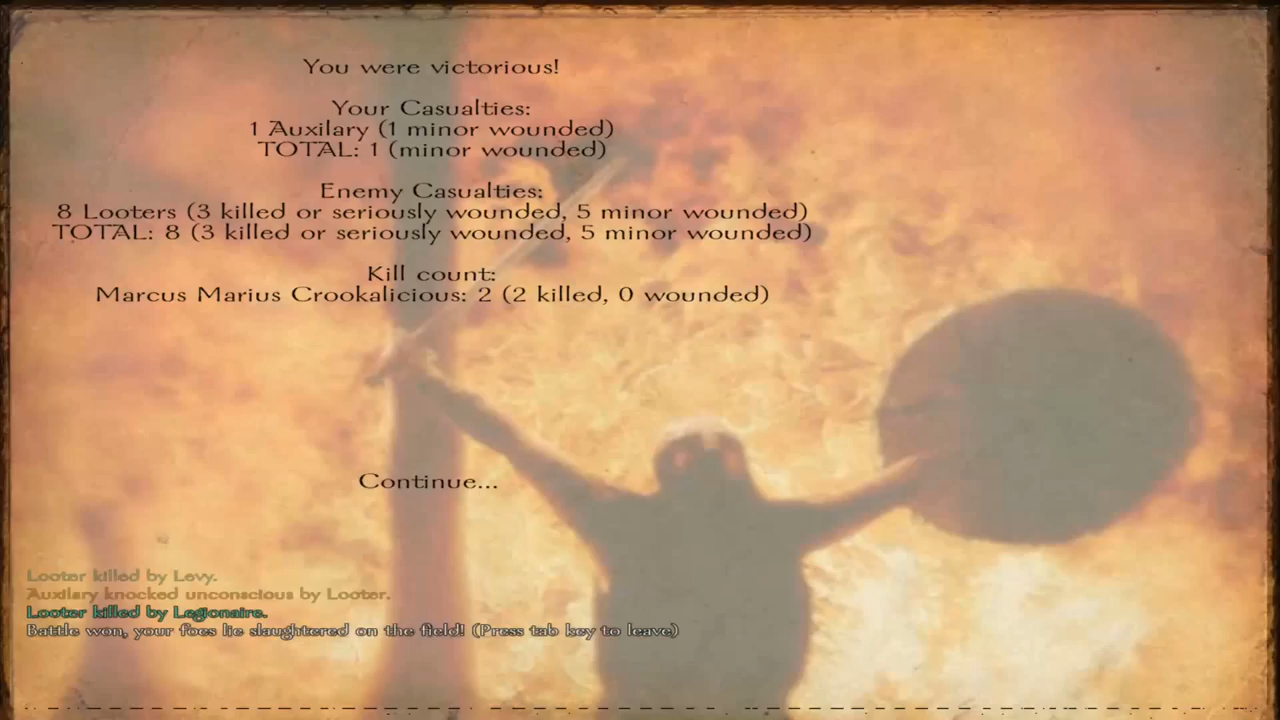 You were victorious!
Your Casualties:
1 Auxilary (1 minor wounded)
TOTAL: 1 (minor wounded)
Enemy Casualties:
8 Looters (3 killed or seriously wounded, 5 minor wounded)
TOTAL: 8 (3 killed or seriously wounded, 5 minor wounded)
Kill count:
Marcus Marius Crookalicious: 2 (2 killed, 0 wounded)
Continue...
Looter killed by Levy.
Auxilary knocked unconscious by Looter.
Looter killed by Legionaire.
Battle won, your foes lie slaughtered on the field! (Press tab key to leave)